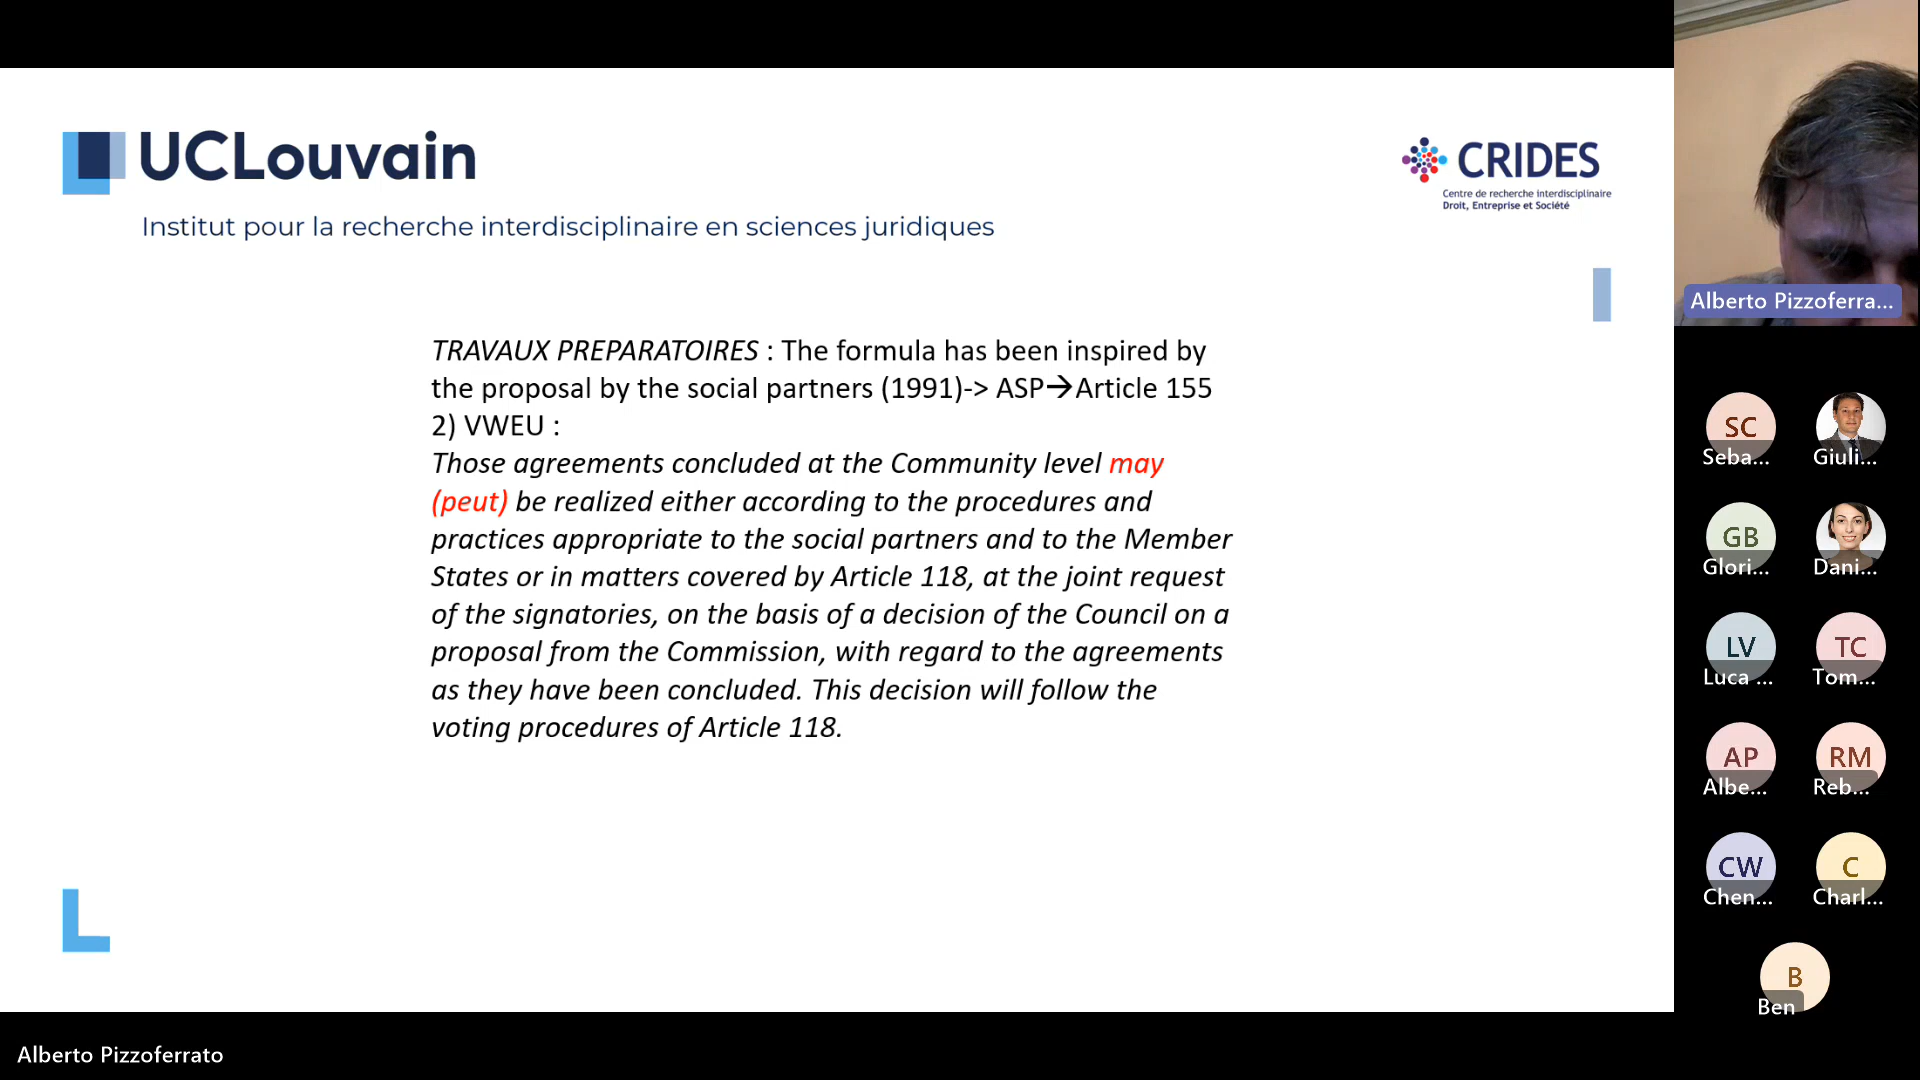 UCLouvain
Institut pour la recherche interdisciplinaire en sciences juridiques
CRIDES
Centre de recherche interdisciplinaire
Droit, Entreprise et Société
TRAVAUX PREPARATOIRES : The formula has been inspired by
the proposal by the social partners (1991)-> ASP→Article 155
2) VWEU :
Those agreements concluded at the Community level may
(peut) be realized either according to the procedures and
practices appropriate to the social partners and to the Member
States or in matters covered by Article 118, at the joint request
of the signatories, on the basis of a decision of the Council on a
proposal from the Commission, with regard to the agreements
as they have been concluded. This decision will follow the
voting procedures of Article 118.
Alberto Pizzoferra...
SC
Seba...
Giuli...
GB
Glori...
Dani...
LV
Luca ...
TC
Tom...
AP
Albe...
RM
Reb...
CW
Chen...
C
Charl...
B
Ben
Alberto Pizzoferrato